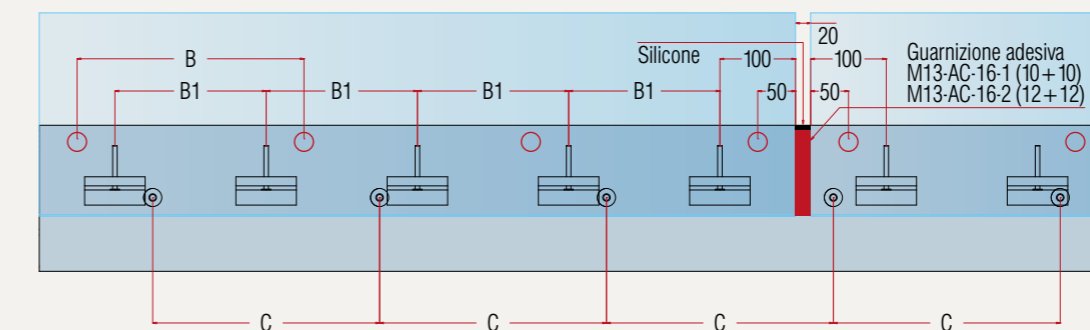 20
Silicone
100
100
Guarnizione adesiva
M13-AC-16-1 (10+10)
M13-AC-16-2 (12+12)
B
B1
B1
B1
B1
50
50
C
C
C
C